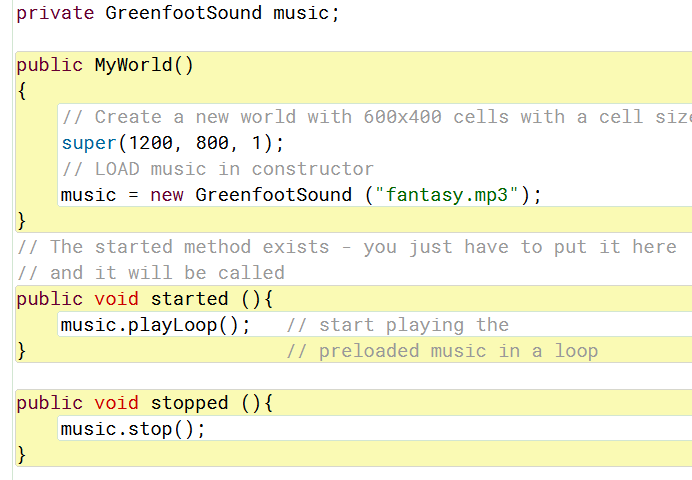 private GreenfootSound music;
public MyWorld()
{
// Create a new world with 600x400 cells with a cell size
super(1200, 800, 1);
// LOAD music in constructor
music = new GreenfootSound ("fantasy.mp3");
}
// The started method exists - you just have to put it here
// and it will be called
public void started (){
music.playLoop();   // start playing the
}                        // preloaded music in a loop
public void stopped (){
music.stop();
}